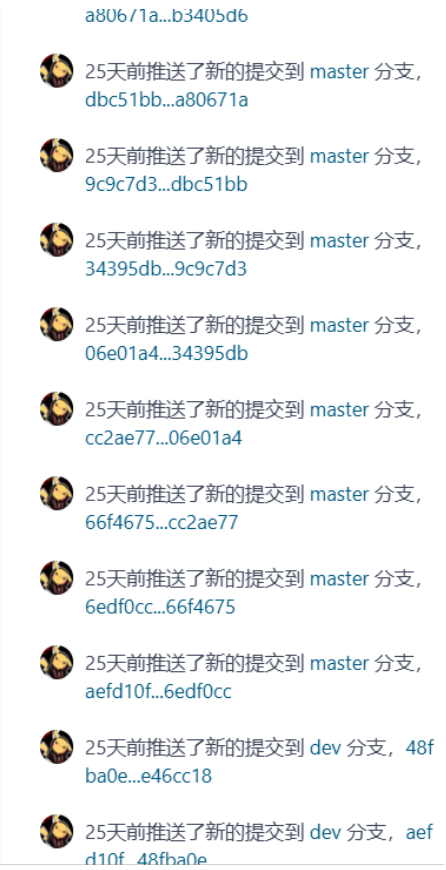 a80671a...b3405d6
25天前推送了新的提交到 master 分支，
dbc51bb...a80671a
25天前推送了新的提交到 master 分支，
9c9c7d3...dbc51bb
25天前推送了新的提交到 master 分支，
34395db...9c9c7d3
25天前推送了新的提交到 master 分支，
06e01a4...34395db
25天前推送了新的提交到 master 分支，
cc2ae77...06e01a4
25天前推送了新的提交到 master 分支，
66f4675...cc2ae77
25天前推送了新的提交到 master 分支，
6edf0cc...66f4675
25天前推送了新的提交到 master 分支，
aefd10f...6edf0cc
25天前推送了新的提交到 dev 分支，48f
ba0e...e46cc18
25天前推送了新的提交到 dev 分支，aef
d10f...48fba0e